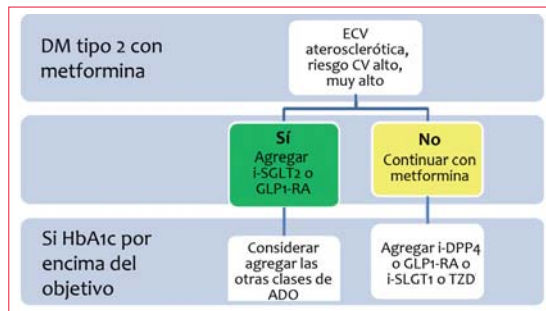 DM tipo 2 con
metformina
ECV
aterosclerótica,
riesgo CV alto,
muy alto
Sí
Agregar
i-SGLT2 o
GLP1-RA
No
Continuar con
metformina
Si HbA1c por
encima del
objetivo
Considerar
agregar las
otras clases de
ADO
Agregar i-DPP4
o GLP1-RA o
i-SLGT1 o TZD